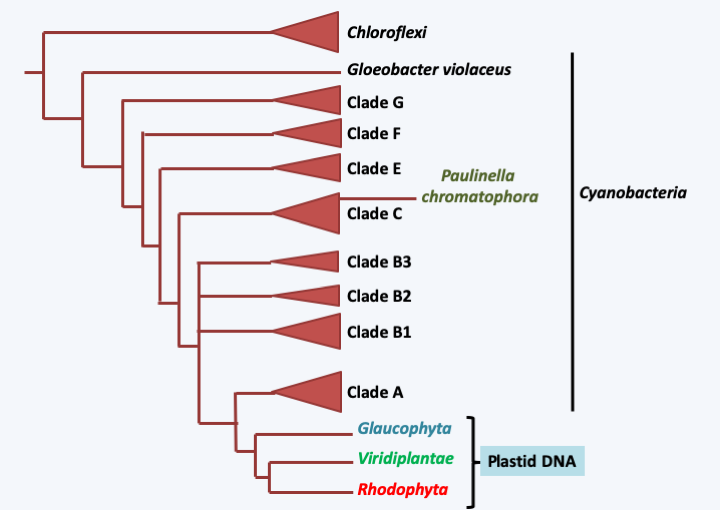 Chloroflexi
Gloeobacter violaceus
Clade G
Clade F
Clade E
Paulinella
chromatophora
Cyanobacteria
Clade C
Clade B3
Clade B2
Clade B1
Clade A
Glaucophyta
Viridiplantae
Plastid DNA
Rhodophyta